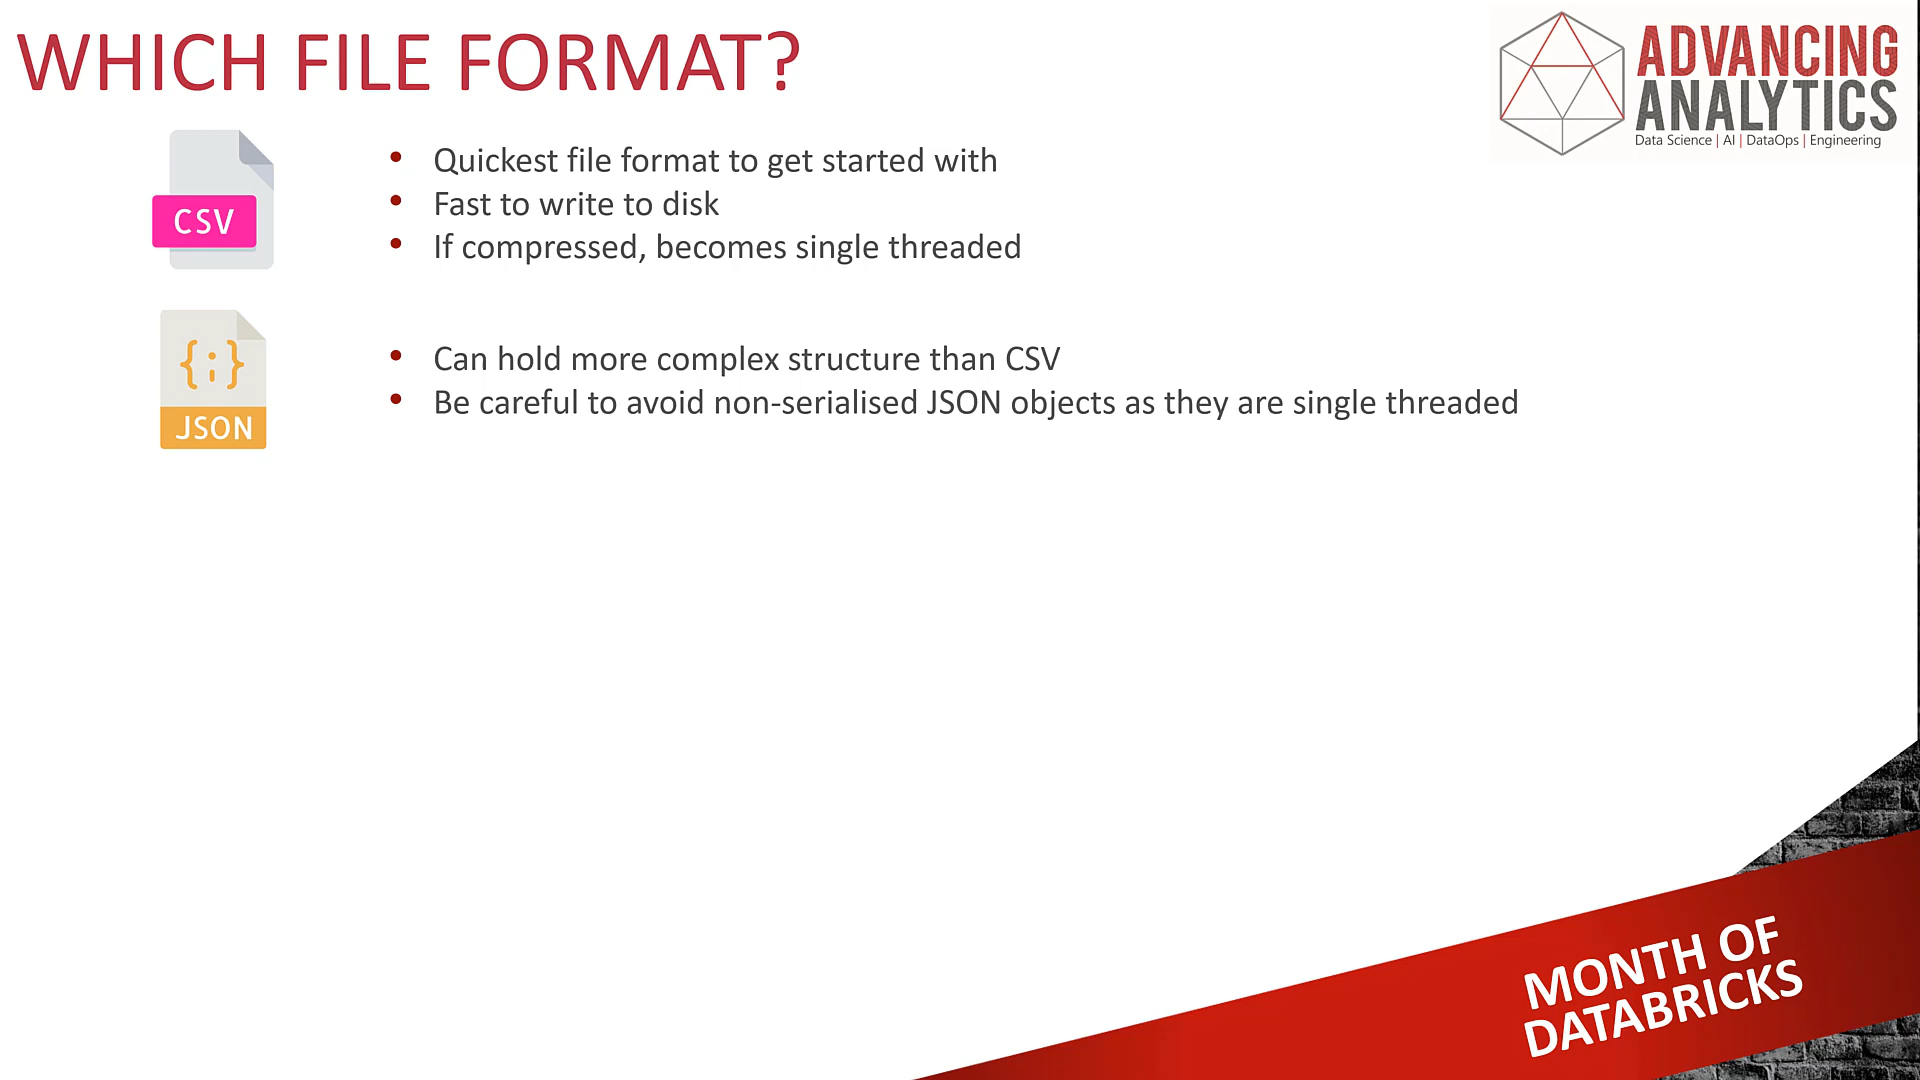 WHICH FILE FORMAT?
ADVANCING
ANALYTICS
Data Science | AI | DataOps | Engineering
CSV
• Quickest file format to get started with
• Fast to write to disk
• If compressed, becomes single threaded
{;}
JSON
• Can hold more complex structure than CSV
• Be careful to avoid non-serialised JSON objects as they are single threaded
MONTH OF
DATABRICKS